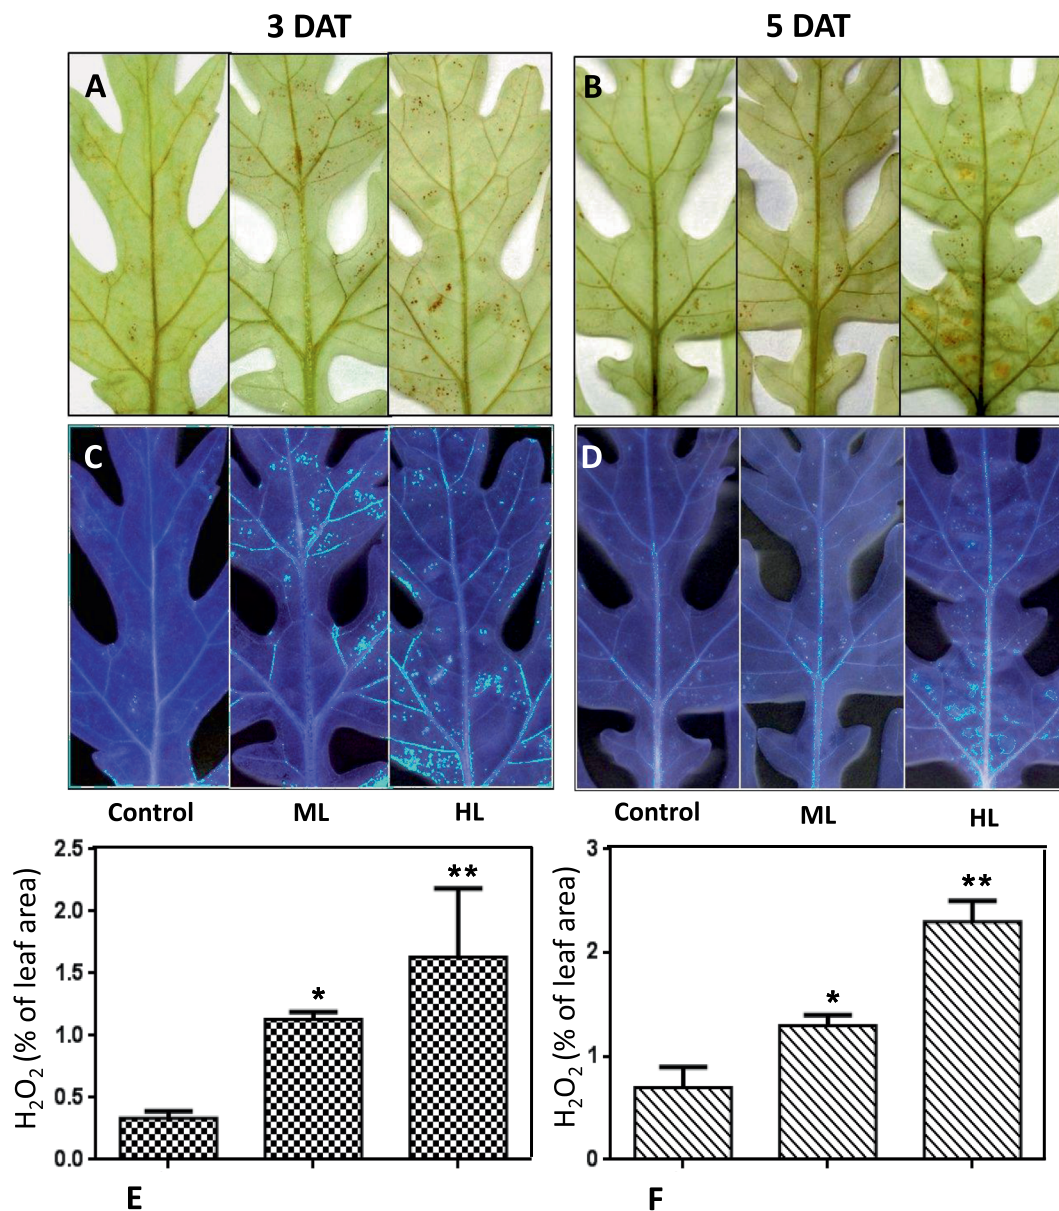 3 DAT
5 DAT
A
B
C
D
Control
ML
HL
Control
ML
HL
H₂O₂ (% of leaf area)
2.5
2.0
1.5
1.0
0.5
0.0
*
**
E
H₂O₂ (% of leaf area)
3
2
1
0
*
**
F